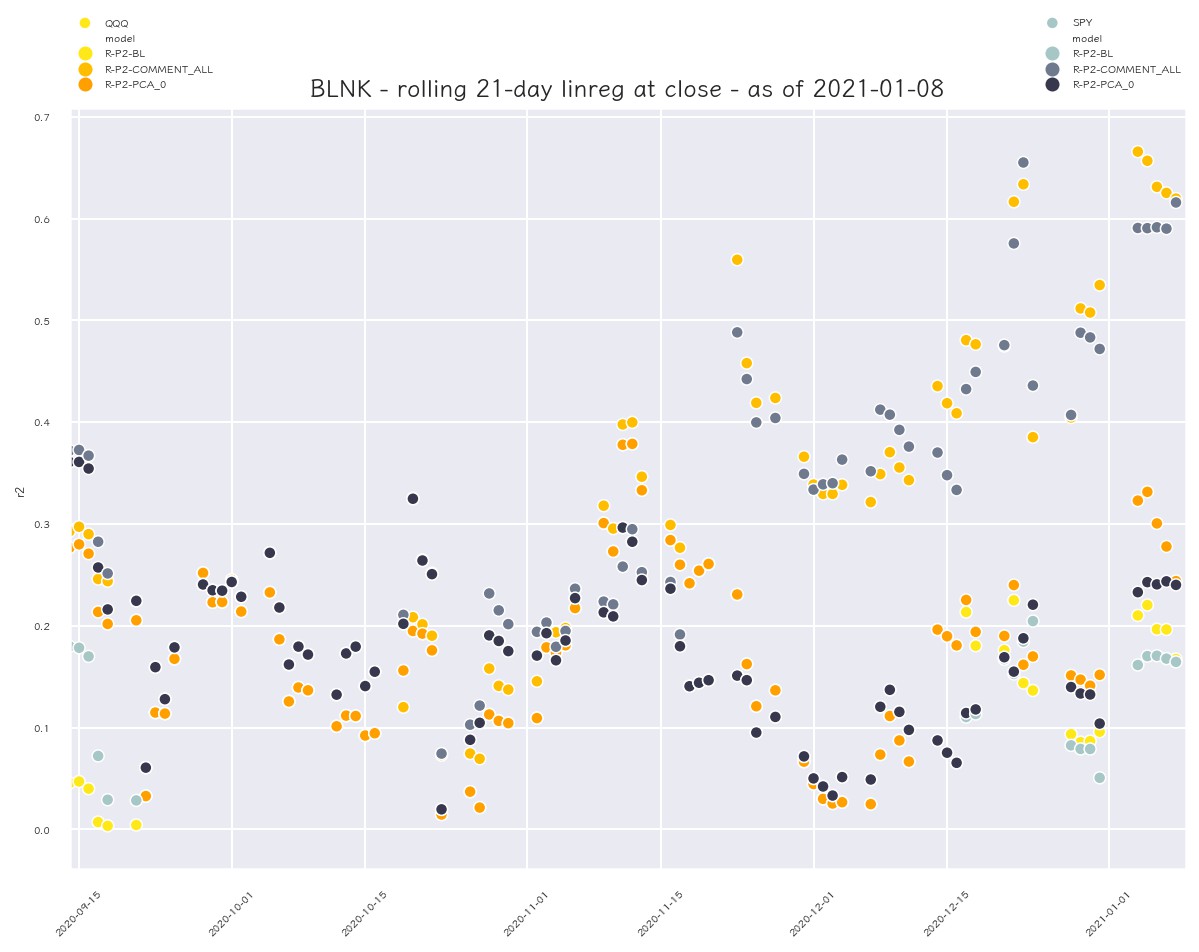 QQQ
model
R-P2-BL
R-P2-COMMENT_ALL
R-P2-PCA_0
SPY
model
R-P2-BL
R-P2-COMMENT_ALL
R-P2-PCA_0
BLNK - rolling 21-day linreg at close - as of 2021-01-08
0.7
0.6
0.5
0.4
0.3
0.2
0.1
0.0
r2
2020-09-15
2020-10-01
2020-10-15
2020-11-01
2020-11-15
2020-12-01
2020-12-15
2021-01-01